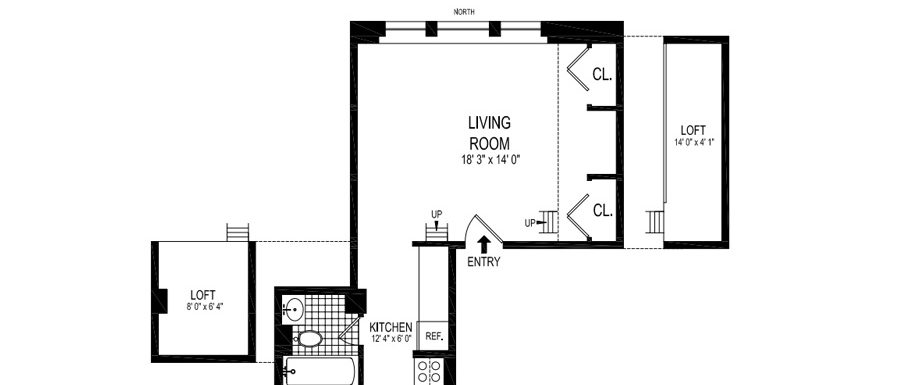 NORTH
CL.
LIVING
ROOM
18' 3" x 14' 0"
LOFT
14' 0" x 4' 1"
CL.
UP
UP
ENTRY
LOFT
8' 0" x 6' 4"
KITCHEN
12' 4" x 6' 0"
REF.